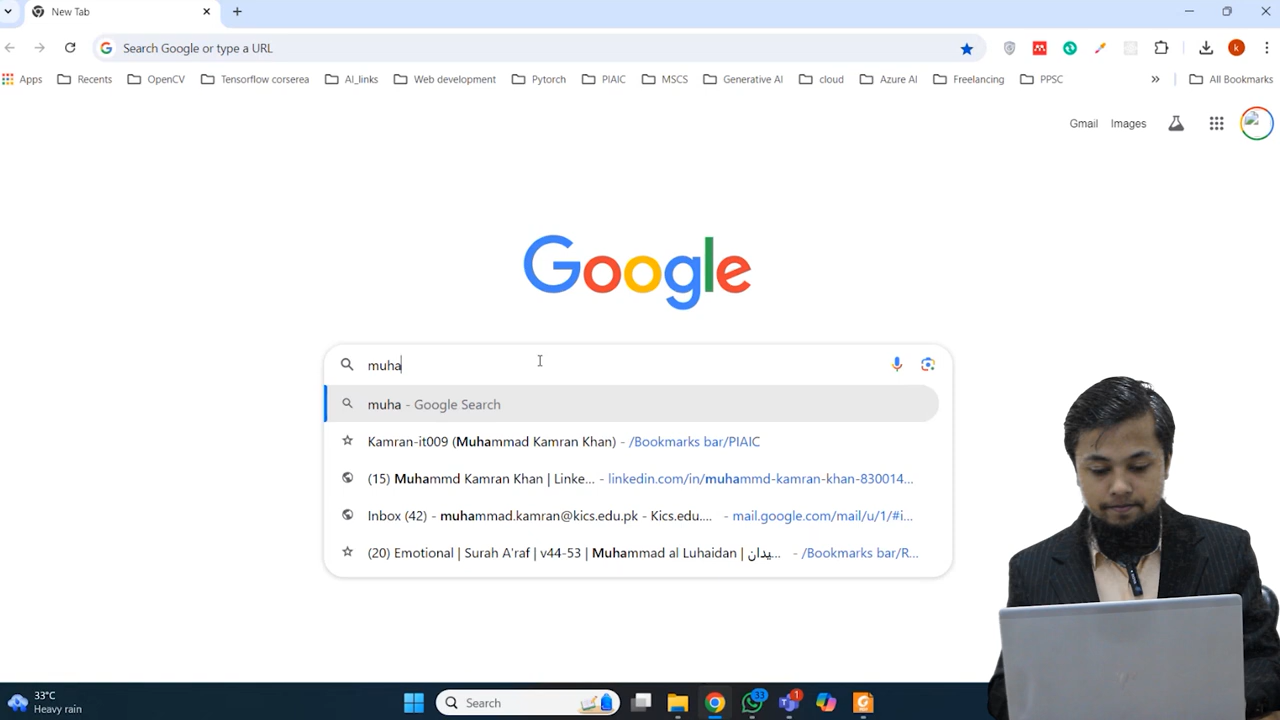 New Tab
Search Google or type a URL
Apps Recents OpenCV Tensorflow corserea AI_links Web development Pytorch PIAIC MSCS Generative AI cloud Azure AI Freelancing PPSC » All Bookmarks
Gmail Images
Google
muha
muha - Google Search
Kamran-it009 (Muhammad Kamran Khan) - /Bookmarks bar/PIAIC
(15) Muhammd Kamran Khan | Linke... - linkedin.com/in/muhammd-kamran-khan-830014...
Inbox (42) - muhammad.kamran@kics.edu.pk - Kics.edu.... - mail.google.com/mail/u/1/#i...
(20) Emotional | Surah A'raf | v44-53 | Muhammad al Luhaidan | يدان... - /Bookmarks bar/R...
33°C
Heavy rain
Search
33
1